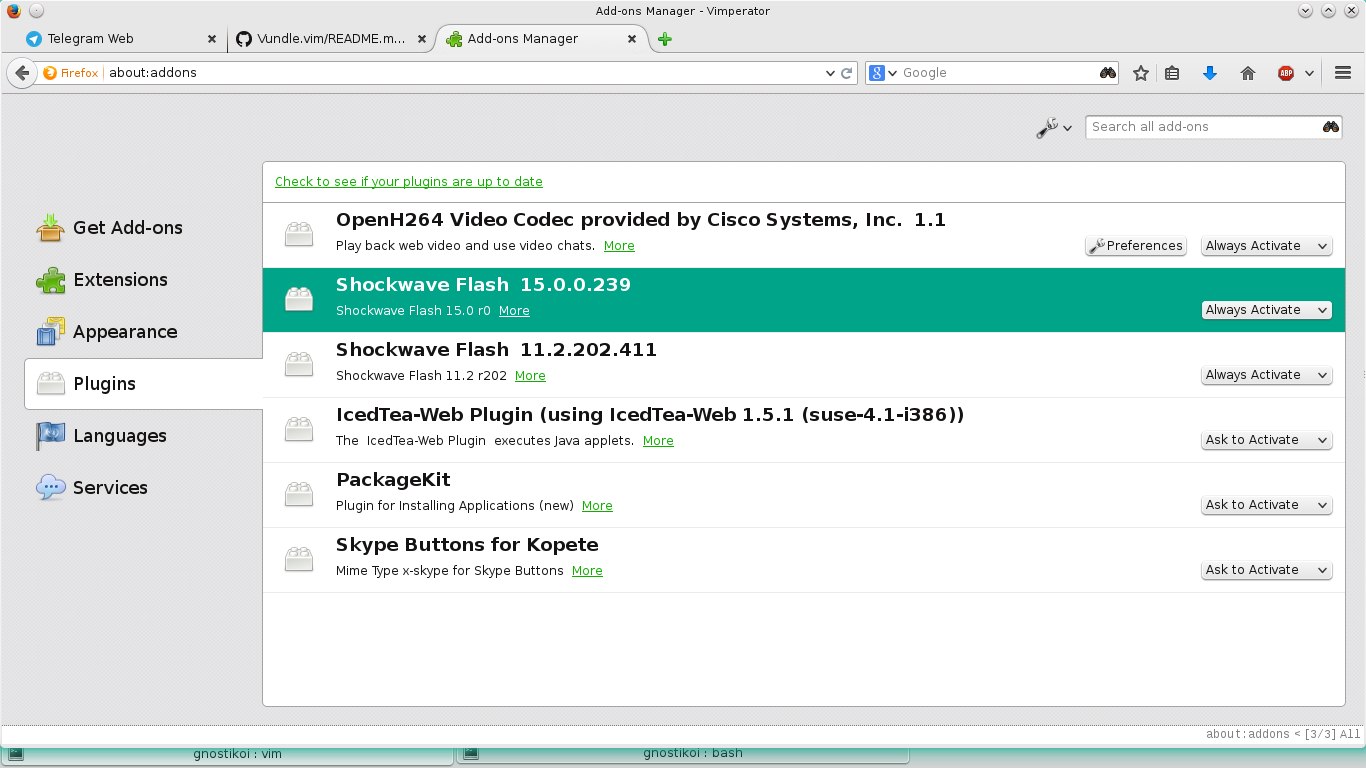 Add-ons Manager - Vimperator
Telegram Web
Vundle.vim/README.m...
Add-ons Manager
Firefox
about:addons
8
Google
ABP
Search all add-ons
Check to see if your plugins are up to date
Get Add-ons
Extensions
Appearance
Plugins
Languages
Services
OpenH264 Video Codec provided by Cisco Systems, Inc. 1.1
Play back web video and use video chats. More
Preferences
Always Activate
Shockwave Flash 15.0.0.239
Shockwave Flash 15.0 r0 More
Always Activate
Shockwave Flash 11.2.202.411
Shockwave Flash 11.2 r202 More
Always Activate
IcedTea-Web Plugin (using IcedTea-Web 1.5.1 (suse-4.1-i386))
The IcedTea-Web Plugin executes Java applets. More
Ask to Activate
PackageKit
Plugin for Installing Applications (new) More
Ask to Activate
Skype Buttons for Kopete
Mime Type x-skype for Skype Buttons More
Ask to Activate
about:addons < [3/3] All
gnostikoi : vim
gnostikoi : bash